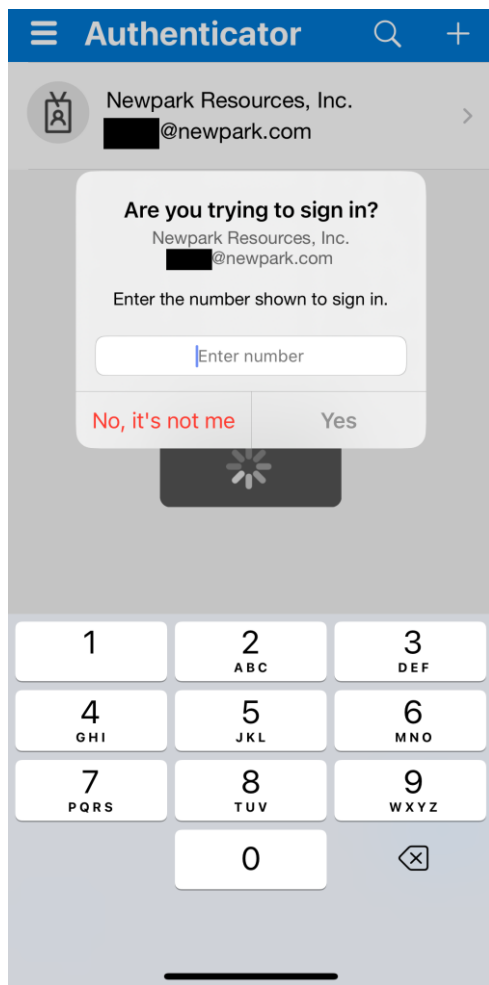 Authenticator
Newpark Resources, Inc.
@newpark.com
Are you trying to sign in?
Newpark Resources, Inc.
@newpark.com
Enter the number shown to sign in.
Enter number
No, it's not me
Yes
1
2
3
ABC
DEF
4
5
6
GHI
JKL
MNO
7
8
9
PQRS
TUV
WXYZ
0